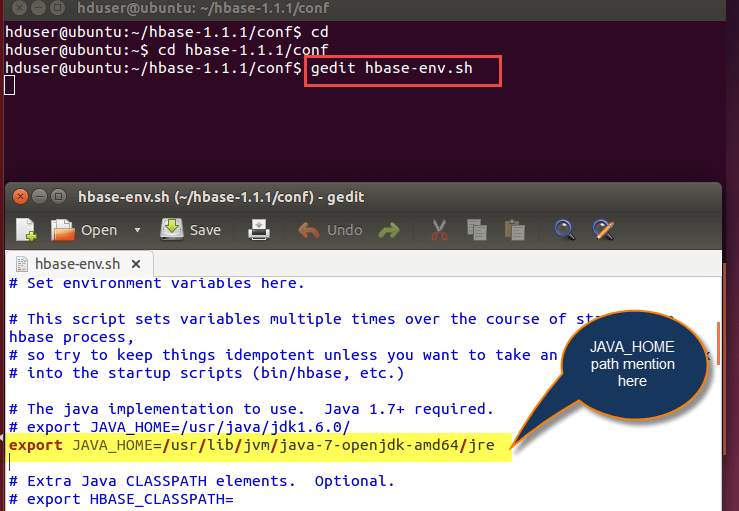 hduser@ubuntu: ~/hbase-1.1.1/conf
hduser@ubuntu:~/hbase-1.1.1/conf$ cd
hduser@ubuntu:~$ cd hbase-1.1.1/conf
hduser@ubuntu:~/hbase-1.1.1/conf$ gedit hbase-env.sh
hbase-env.sh (~/hbase-1.1.1/conf) - gedit
Open Save Undo
hbase-env.sh
# Set environment variables here.
# This script sets variables multiple times over the course of
hbase process,
# so try to keep things idempotent unless you want to take an
# into the startup scripts (bin/hbase, etc.)
JAVA_HOME
path mention
here
# The java implementation to use.  Java 1.7+ required.
# export JAVA_HOME=/usr/java/jdk1.6.0/
export JAVA_HOME=/usr/lib/jvm/java-7-openjdk-amd64/jre
# Extra Java CLASSPATH elements.  Optional.
# export HBASE_CLASSPATH=